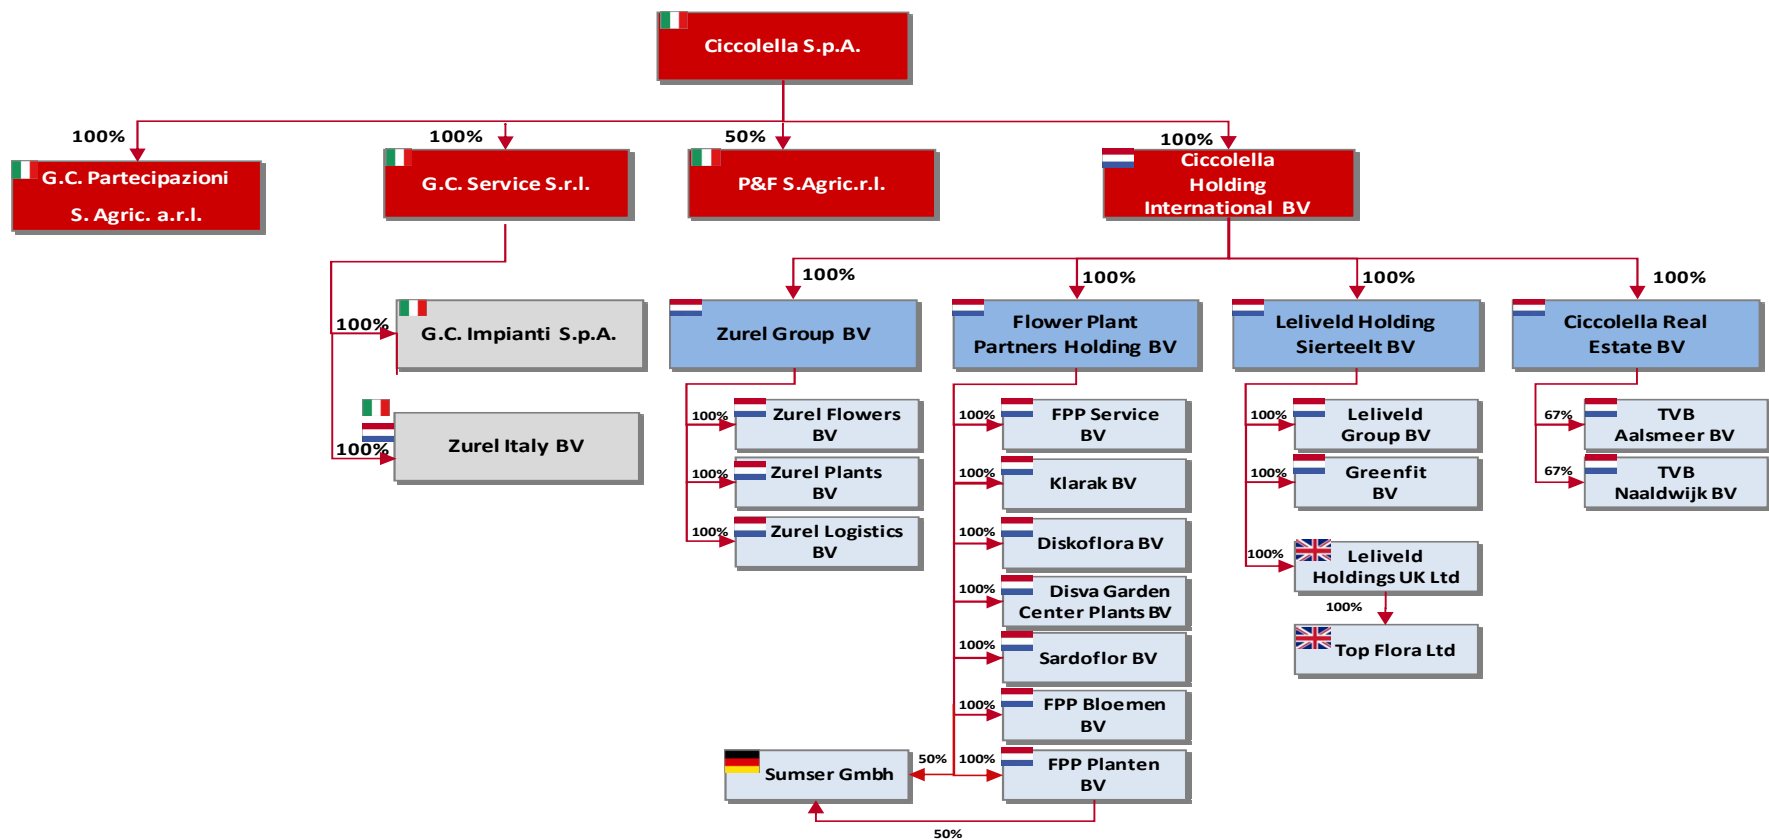 Ciccolella S.p.A.
100%
100%
50%
100%
G.C. Partecipazioni
S. Agric. a.r.l.
G.C. Service S.r.l.
P&F S.Agric.r.l.
Ciccolella
Holding
International BV
100%
100%
100%
100%
100%
G.C. Impianti S.p.A.
100%
Zurel Italy BV
Zurel Group BV
Flower Plant
Partners Holding BV
Leliveld Holding
Sierteelt BV
Ciccolella Real
Estate BV
100%
Zurel Flowers
BV
100%
Zurel Plants
BV
100%
Zurel Logistics
BV
100%
FPP Service
BV
100%
Klarak BV
100%
Diskoflora BV
100%
Disva Garden
Center Plants BV
100%
Sardoflor BV
100%
FPP Bloemen
BV
100%
FPP Planten
BV
50%
Sumser Gmbh
50%
100%
Leliveld
Group BV
100%
Greenfit
BV
100%
Leliveld
Holdings UK Ltd
100%
Top Flora Ltd
67%
TVB
Aalsmeer BV
67%
TVB
Naaldwijk BV